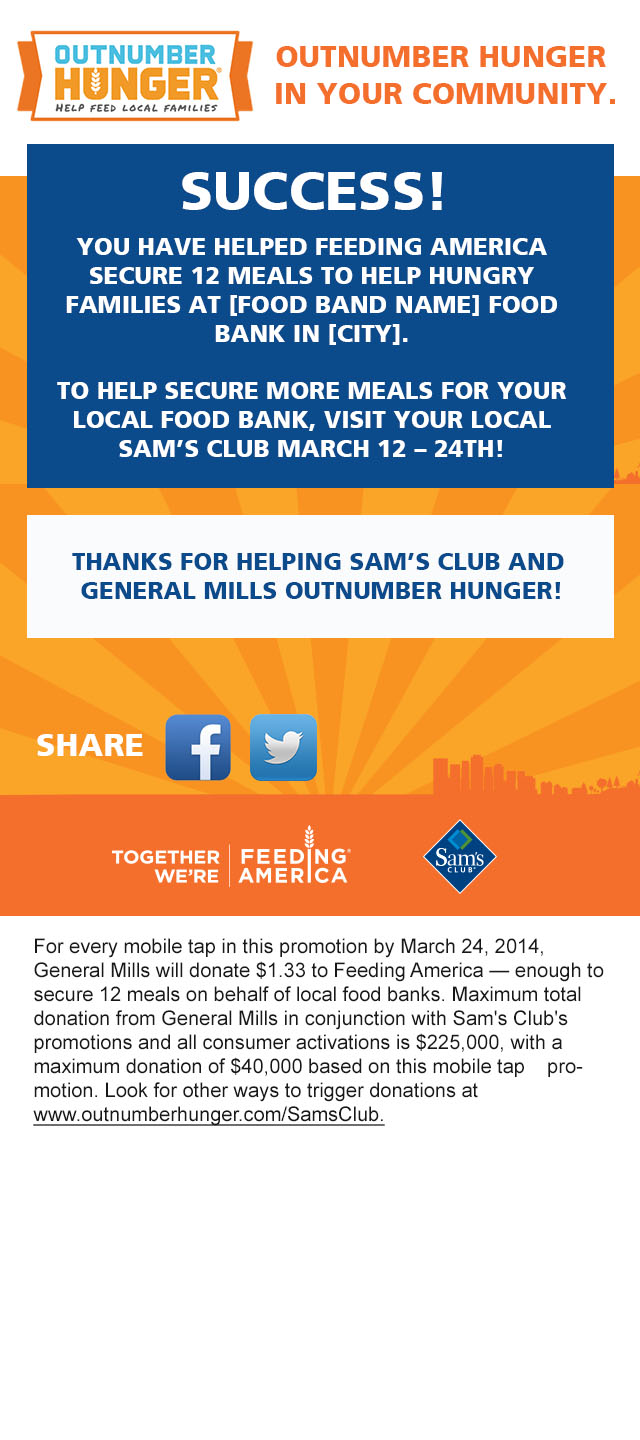 OUTNUMBER
HUNGER®
HELP FEED LOCAL FAMILIES
OUTNUMBER HUNGER
IN YOUR COMMUNITY.
SUCCESS!
YOU HAVE HELPED FEEDING AMERICA
SECURE 12 MEALS TO HELP HUNGRY
FAMILIES AT [FOOD BAND NAME] FOOD
BANK IN [CITY].
TO HELP SECURE MORE MEALS FOR YOUR
LOCAL FOOD BANK, VISIT YOUR LOCAL
SAM’S CLUB MARCH 12 – 24TH!
THANKS FOR HELPING SAM’S CLUB AND
GENERAL MILLS OUTNUMBER HUNGER!
SHARE
TOGETHER
WE'RE
FEEDING
AMERICA®
Sam's
CLUB
For every mobile tap in this promotion by March 24, 2014,
General Mills will donate $1.33 to Feeding America — enough to
secure 12 meals on behalf of local food banks. Maximum total
donation from General Mills in conjunction with Sam's Club's
promotions and all consumer activations is $225,000, with a
maximum donation of $40,000 based on this mobile tap pro-
motion. Look for other ways to trigger donations at
www.outnumberhunger.com/SamsClub.